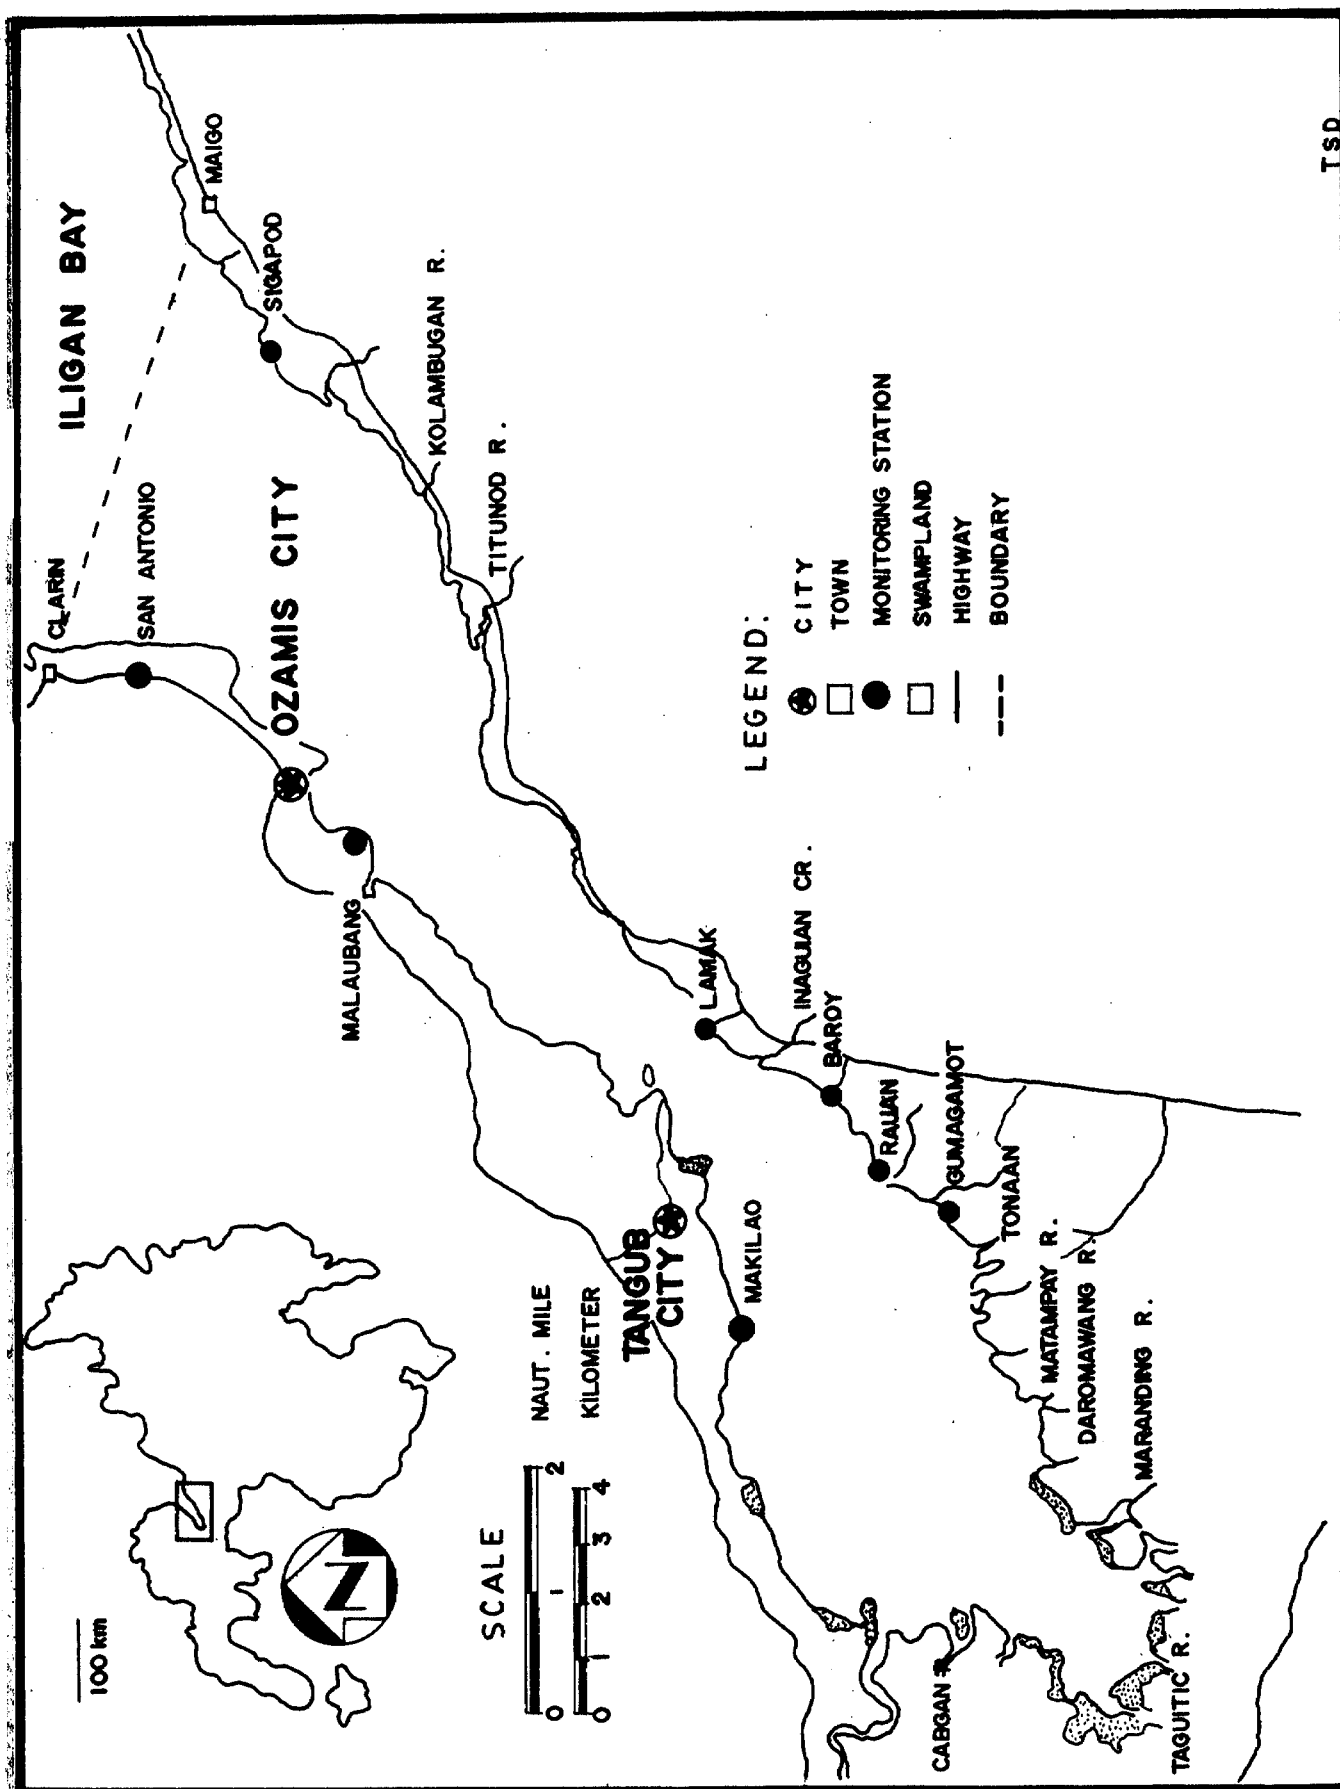 ILIGAN BAY
CLARIN
SAN ANTONIO
OZAMIS CITY
MALAUBANG
MAIGO
SIGAPOD
KOLAMBUGAN R.
TITUNOD R.
LAMAK
INAGUIAN CR.
BAROY
RAUAN
GUMAGAMOT
TONAAN
MATAMPAY R.
DAROMAWANG R.
MARANDING R.
TAGUITIC R.
CABGAN R.
MAKILAO
TANGUB
CITY
100 km
N
SCALE
0 1 2 NAUT. MILE
0 1 2 3 4 KILOMETER
LEGEND:
CITY
TOWN
MONITORING STATION
SWAMPLAND
HIGHWAY
BOUNDARY
TSD